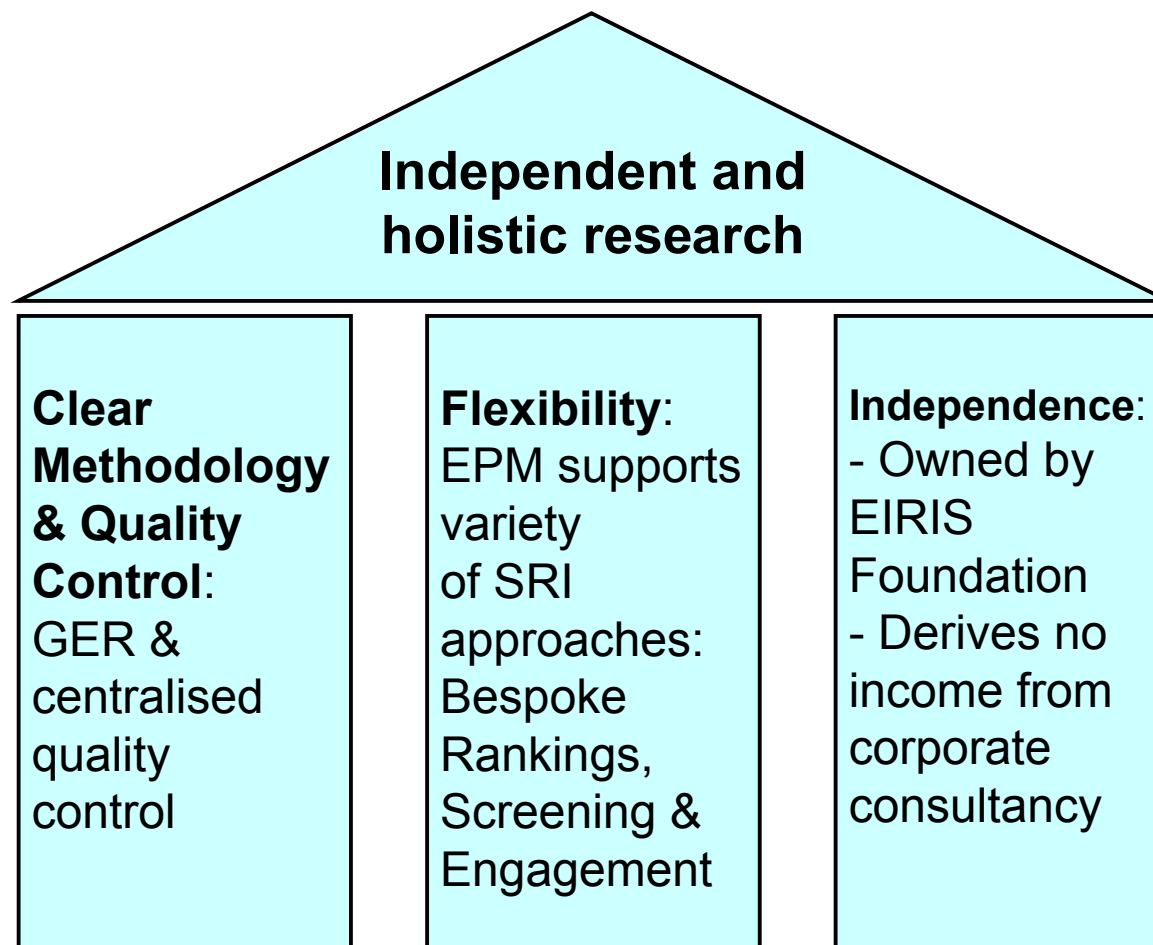 Independent and
holistic research
Clear
Methodology
& Quality
Control:
GER &
centralised
quality
control
Flexibility:
EPM supports
variety
of SRI
approaches:
Bespoke
Rankings,
Screening &
Engagement
Independence:
- Owned by
EIRIS
Foundation
- Derives no
income from
corporate
consultancy